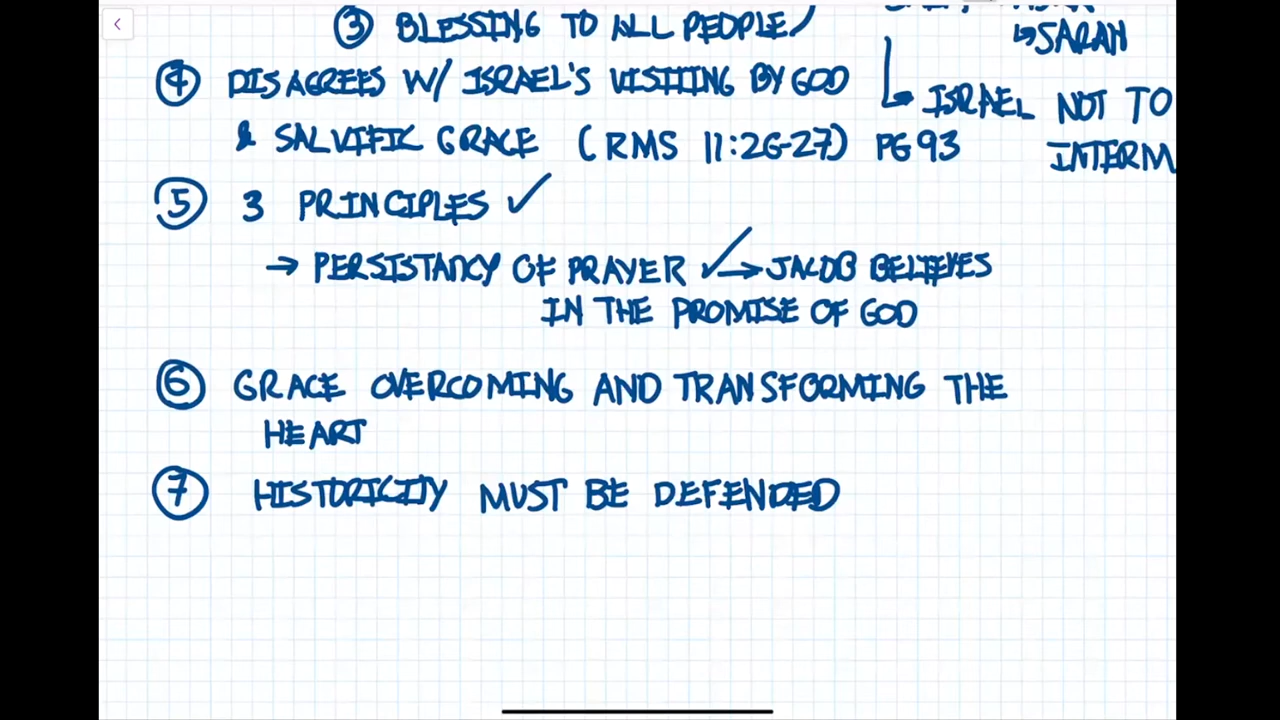 ③ BLESSING TO ALL PEOPLE
↳ SARAH
④ DISAGREES W/ ISRAEL'S VISITING BY GOD
↳ ISRAEL NOT TO
& SALVIFIC GRACE (RMS 11:26-27) PG 93
INTERM
⑤ 3 PRINCIPLES ✓
→ PERSISTANCY OF PRAYER ✓→ JACOB BELIEVES
IN THE PROMISE OF GOD
⑥ GRACE OVERCOMING AND TRANSFORMING THE
HEART
⑦ HISTORICITY MUST BE DEFENDED